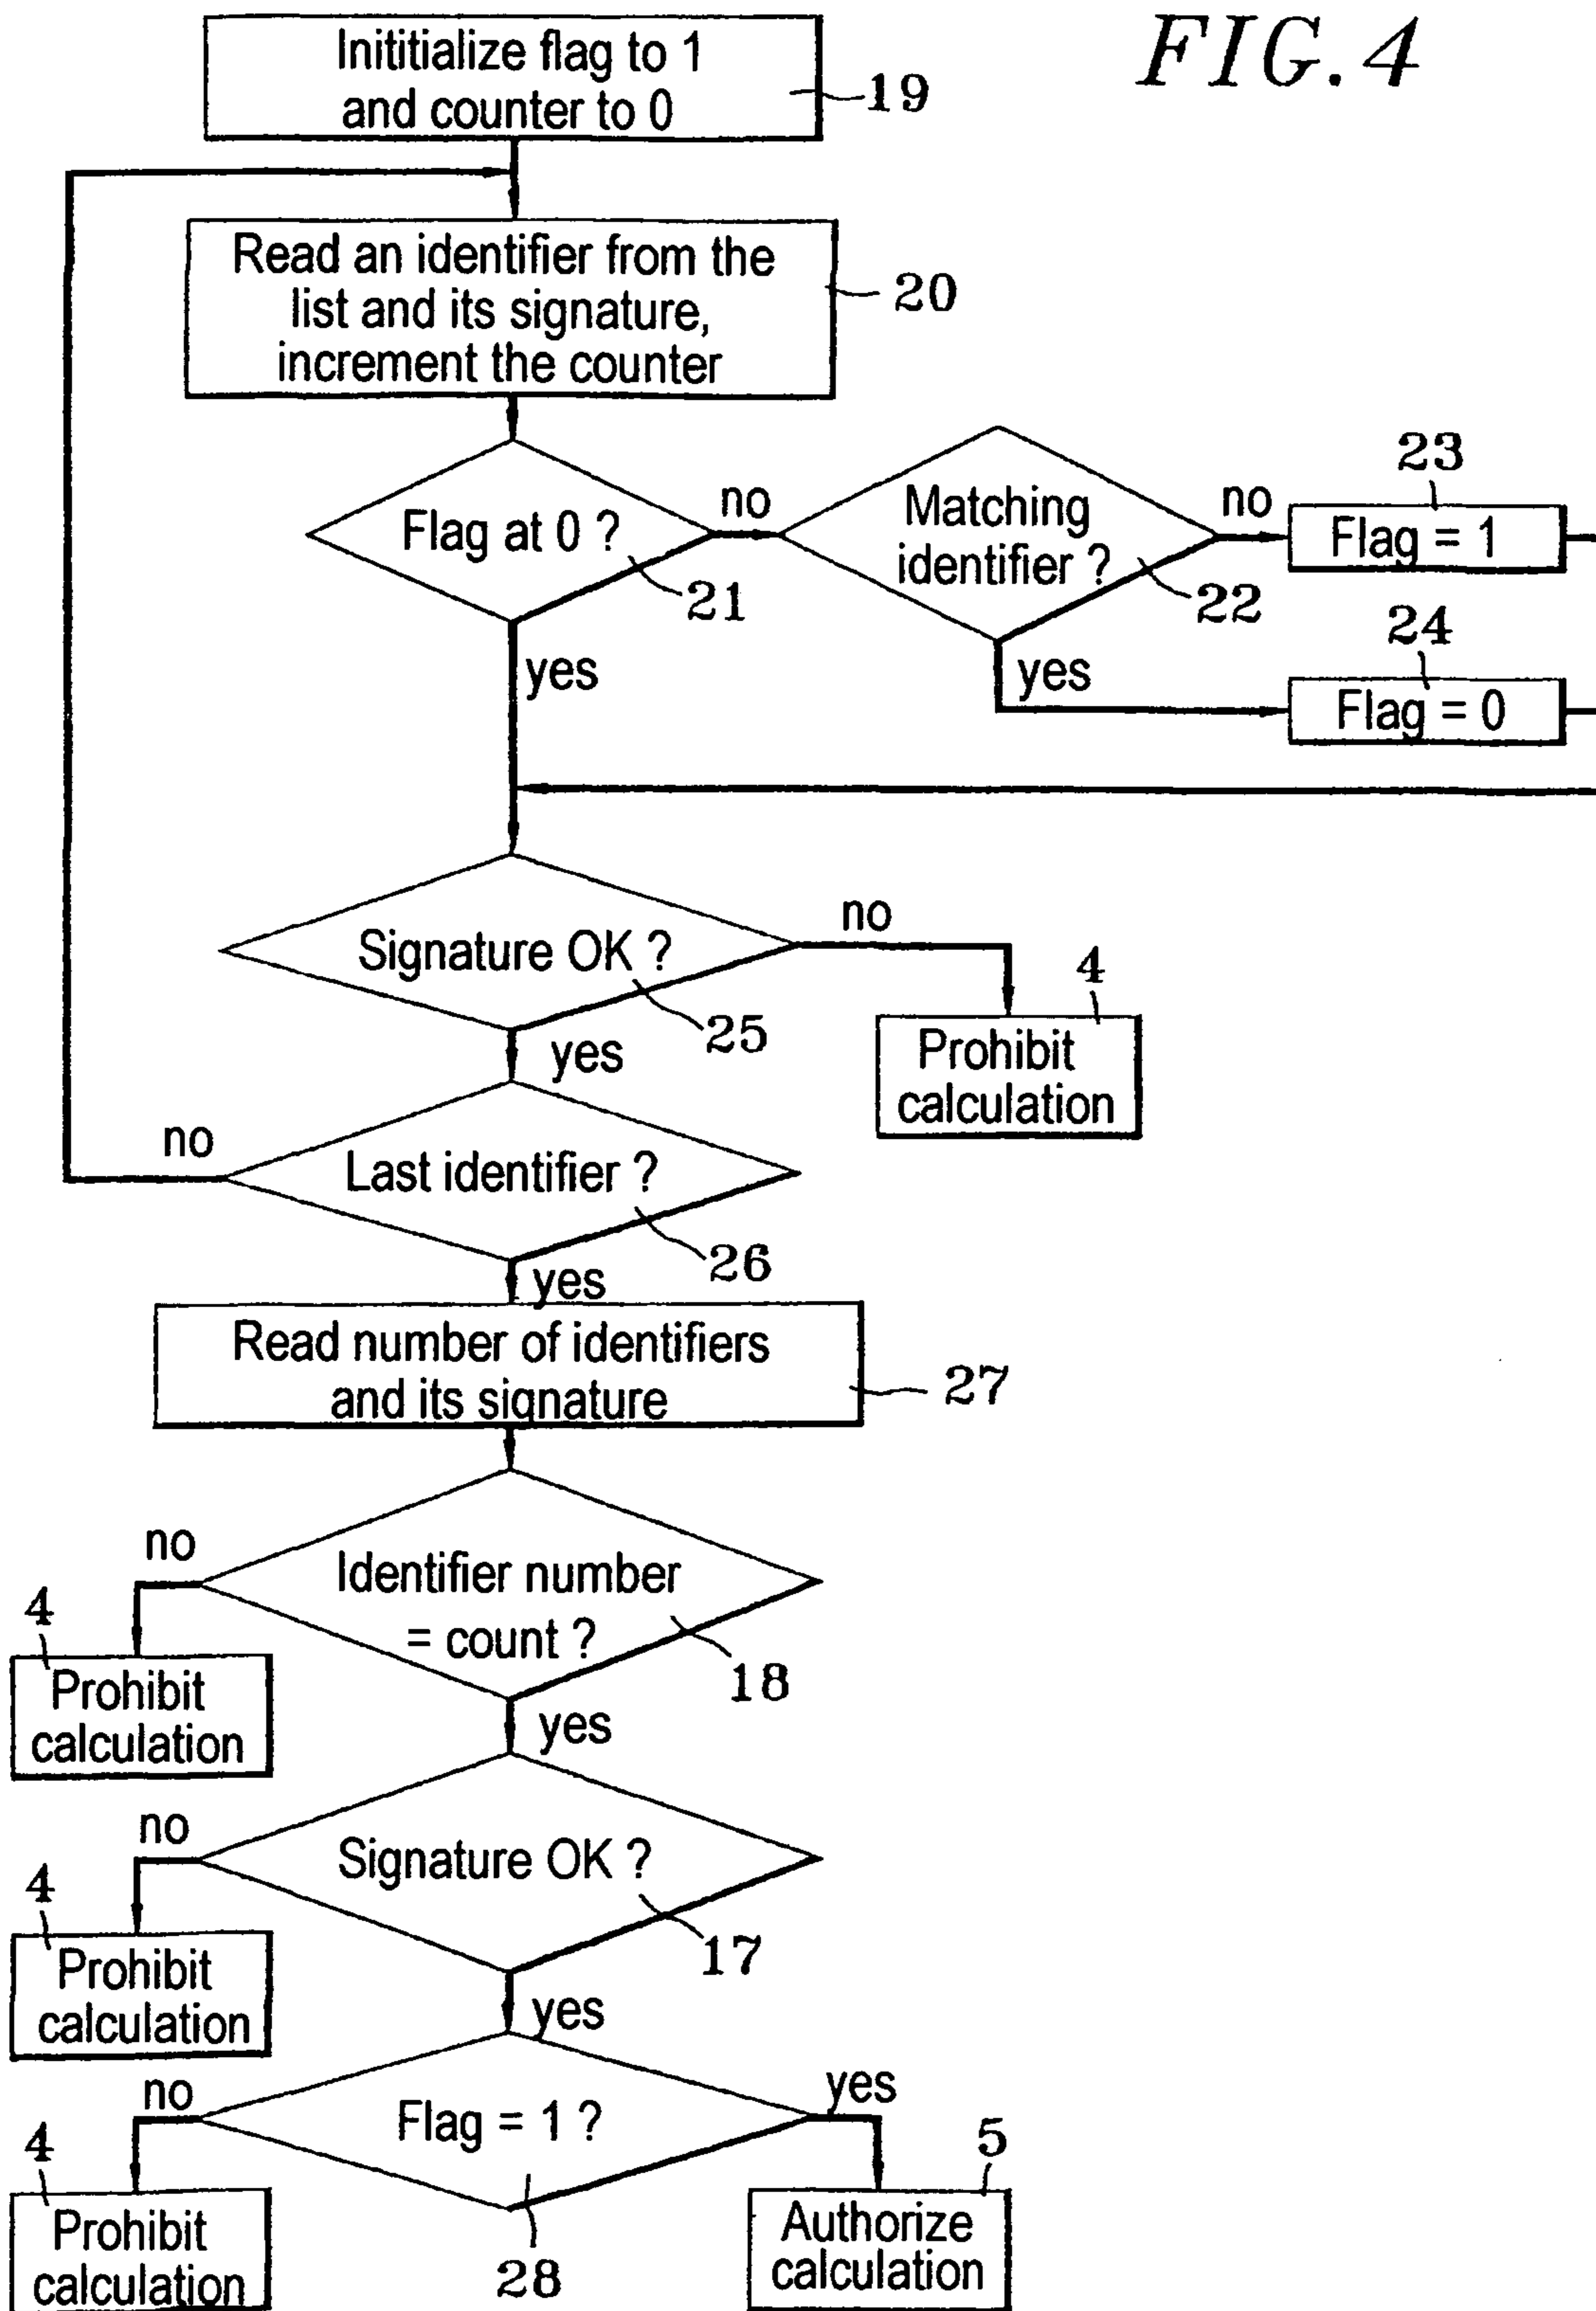 FIG. 4
Inititialize flag to 1
and counter to 0
19
Read an identifier from the
list and its signature,
increment the counter
20
Flag at 0 ?
21
no
yes
Matching
identifier ?
22
no
yes
23
Flag = 1
24
Flag = 0
Signature OK ?
25
no
yes
4
Prohibit
calculation
Last identifier ?
26
no
yes
Read number of identifiers
and its signature
27
Identifier number
= count ?
18
no
yes
4
Prohibit
calculation
Signature OK ?
17
no
yes
4
Prohibit
calculation
Flag = 1 ?
28
no
yes
4
Prohibit
calculation
5
Authorize
calculation